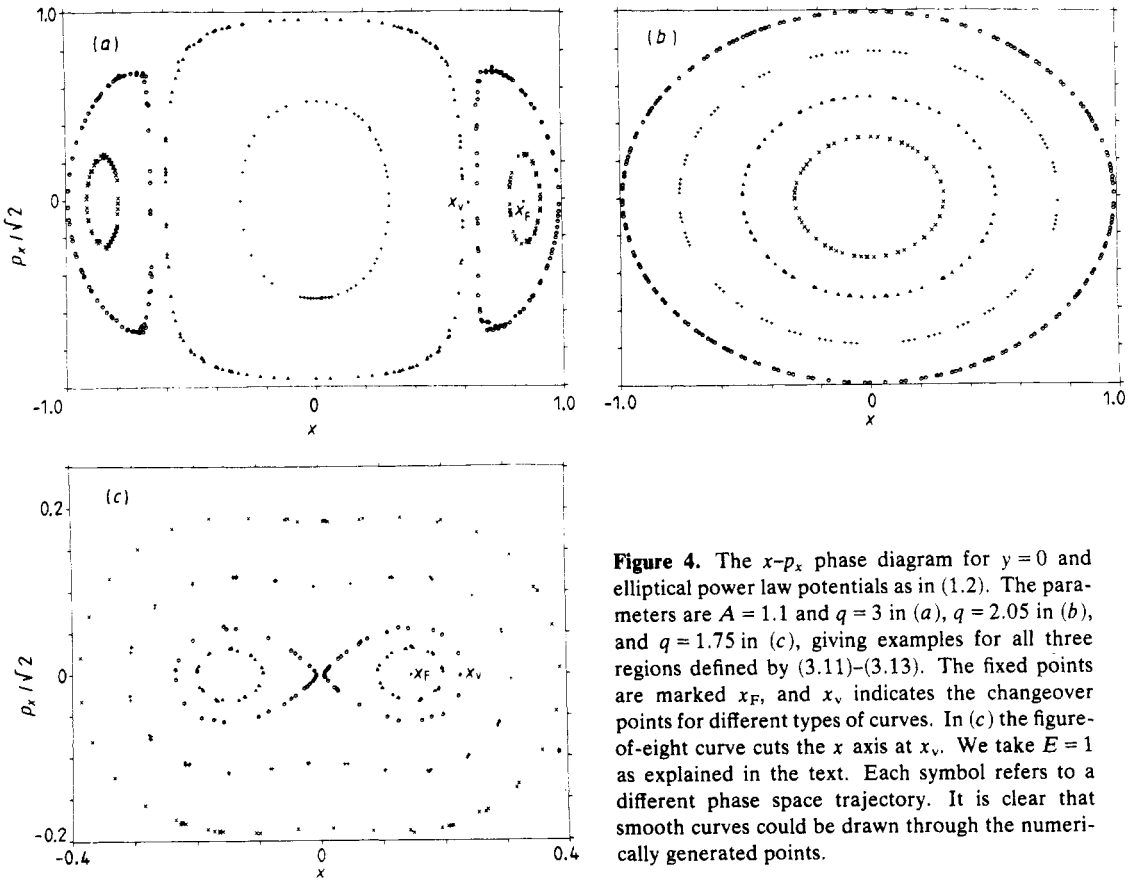 1.0
(a)
(b)
x_v
x_F
0
p_x/√2
-1.0
0
1.0
x
-1.0
0
1.0
x
(c)
0.2
x_F
x_v
0
p_x/√2
-0.2
-0.4
0
0.4
x
Figure 4. The x–p_x phase diagram for y = 0 and
elliptical power law potentials as in (1.2). The para-
meters are A = 1.1 and q = 3 in (a), q = 2.05 in (b),
and q = 1.75 in (c), giving examples for all three
regions defined by (3.11)–(3.13). The fixed points
are marked x_F, and x_v indicates the changeover
points for different types of curves. In (c) the figure-
of-eight curve cuts the x axis at x_v. We take E = 1
as explained in the text. Each symbol refers to a
different phase space trajectory. It is clear that
smooth curves could be drawn through the numeri-
cally generated points.